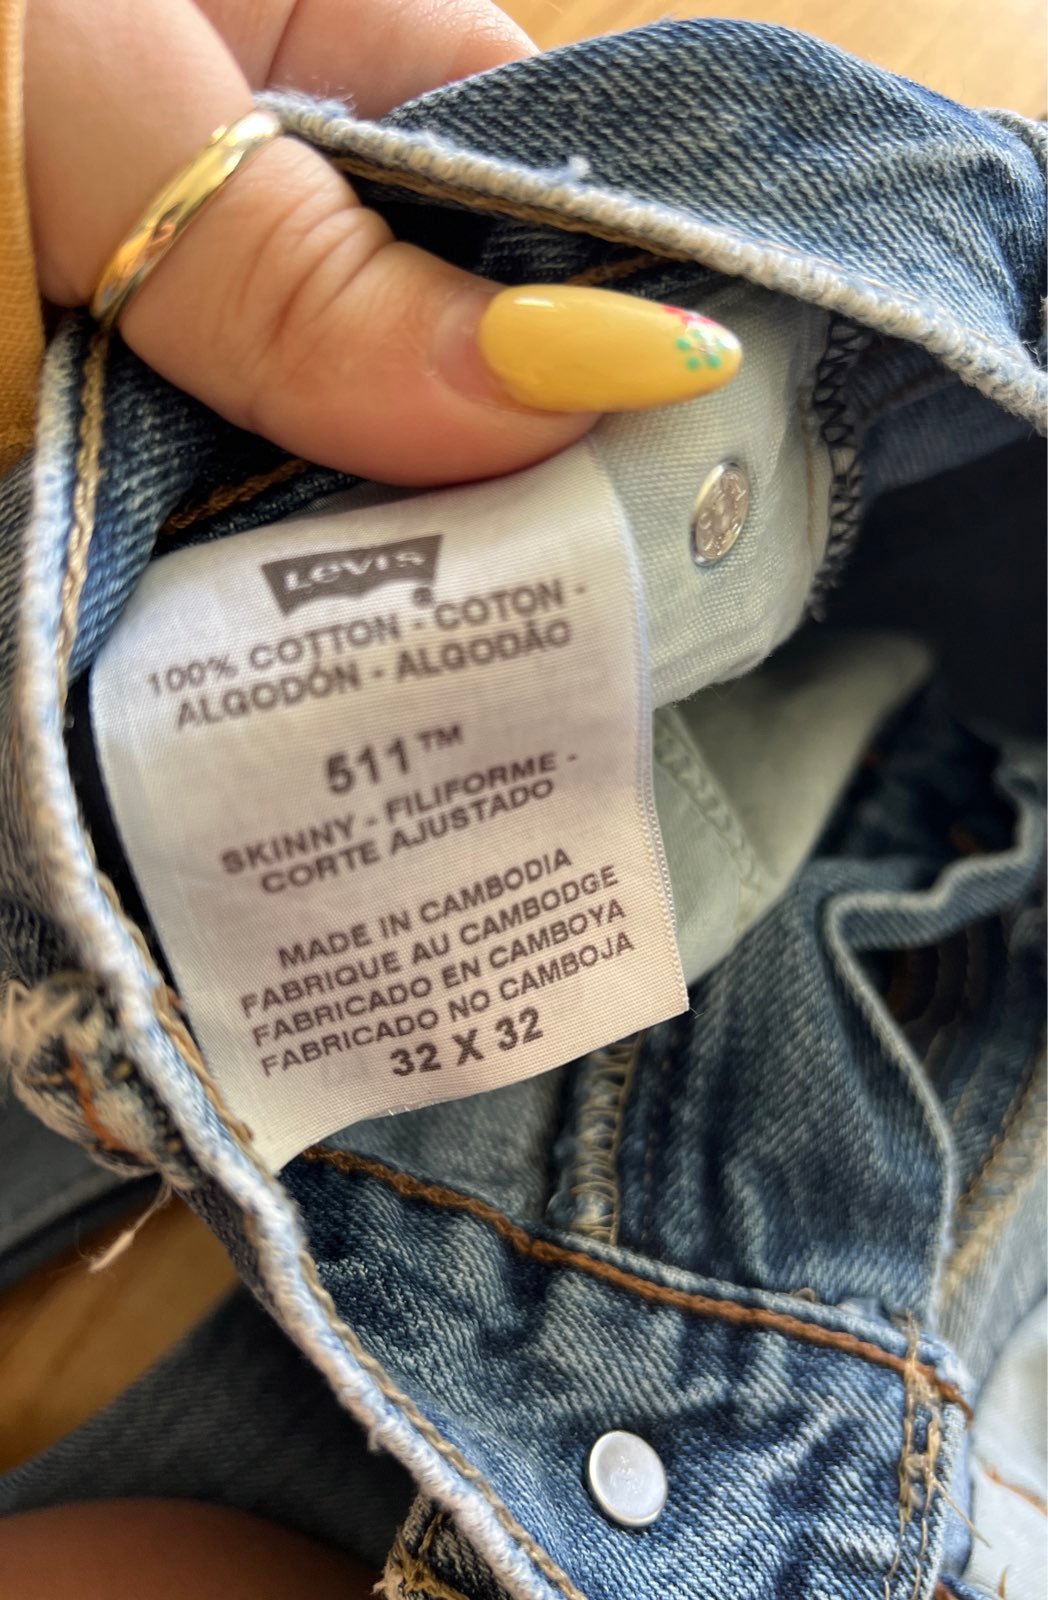 Levi's®
100% COTTON - COTON -
ALGODÓN - ALGODÃO
511™
SKINNY - FILIFORME -
CORTE AJUSTADO
MADE IN CAMBODIA
FABRIQUE AU CAMBODGE
FABRICADO EN CAMBOYA
FABRICADO NO CAMBOJA
32 X 32